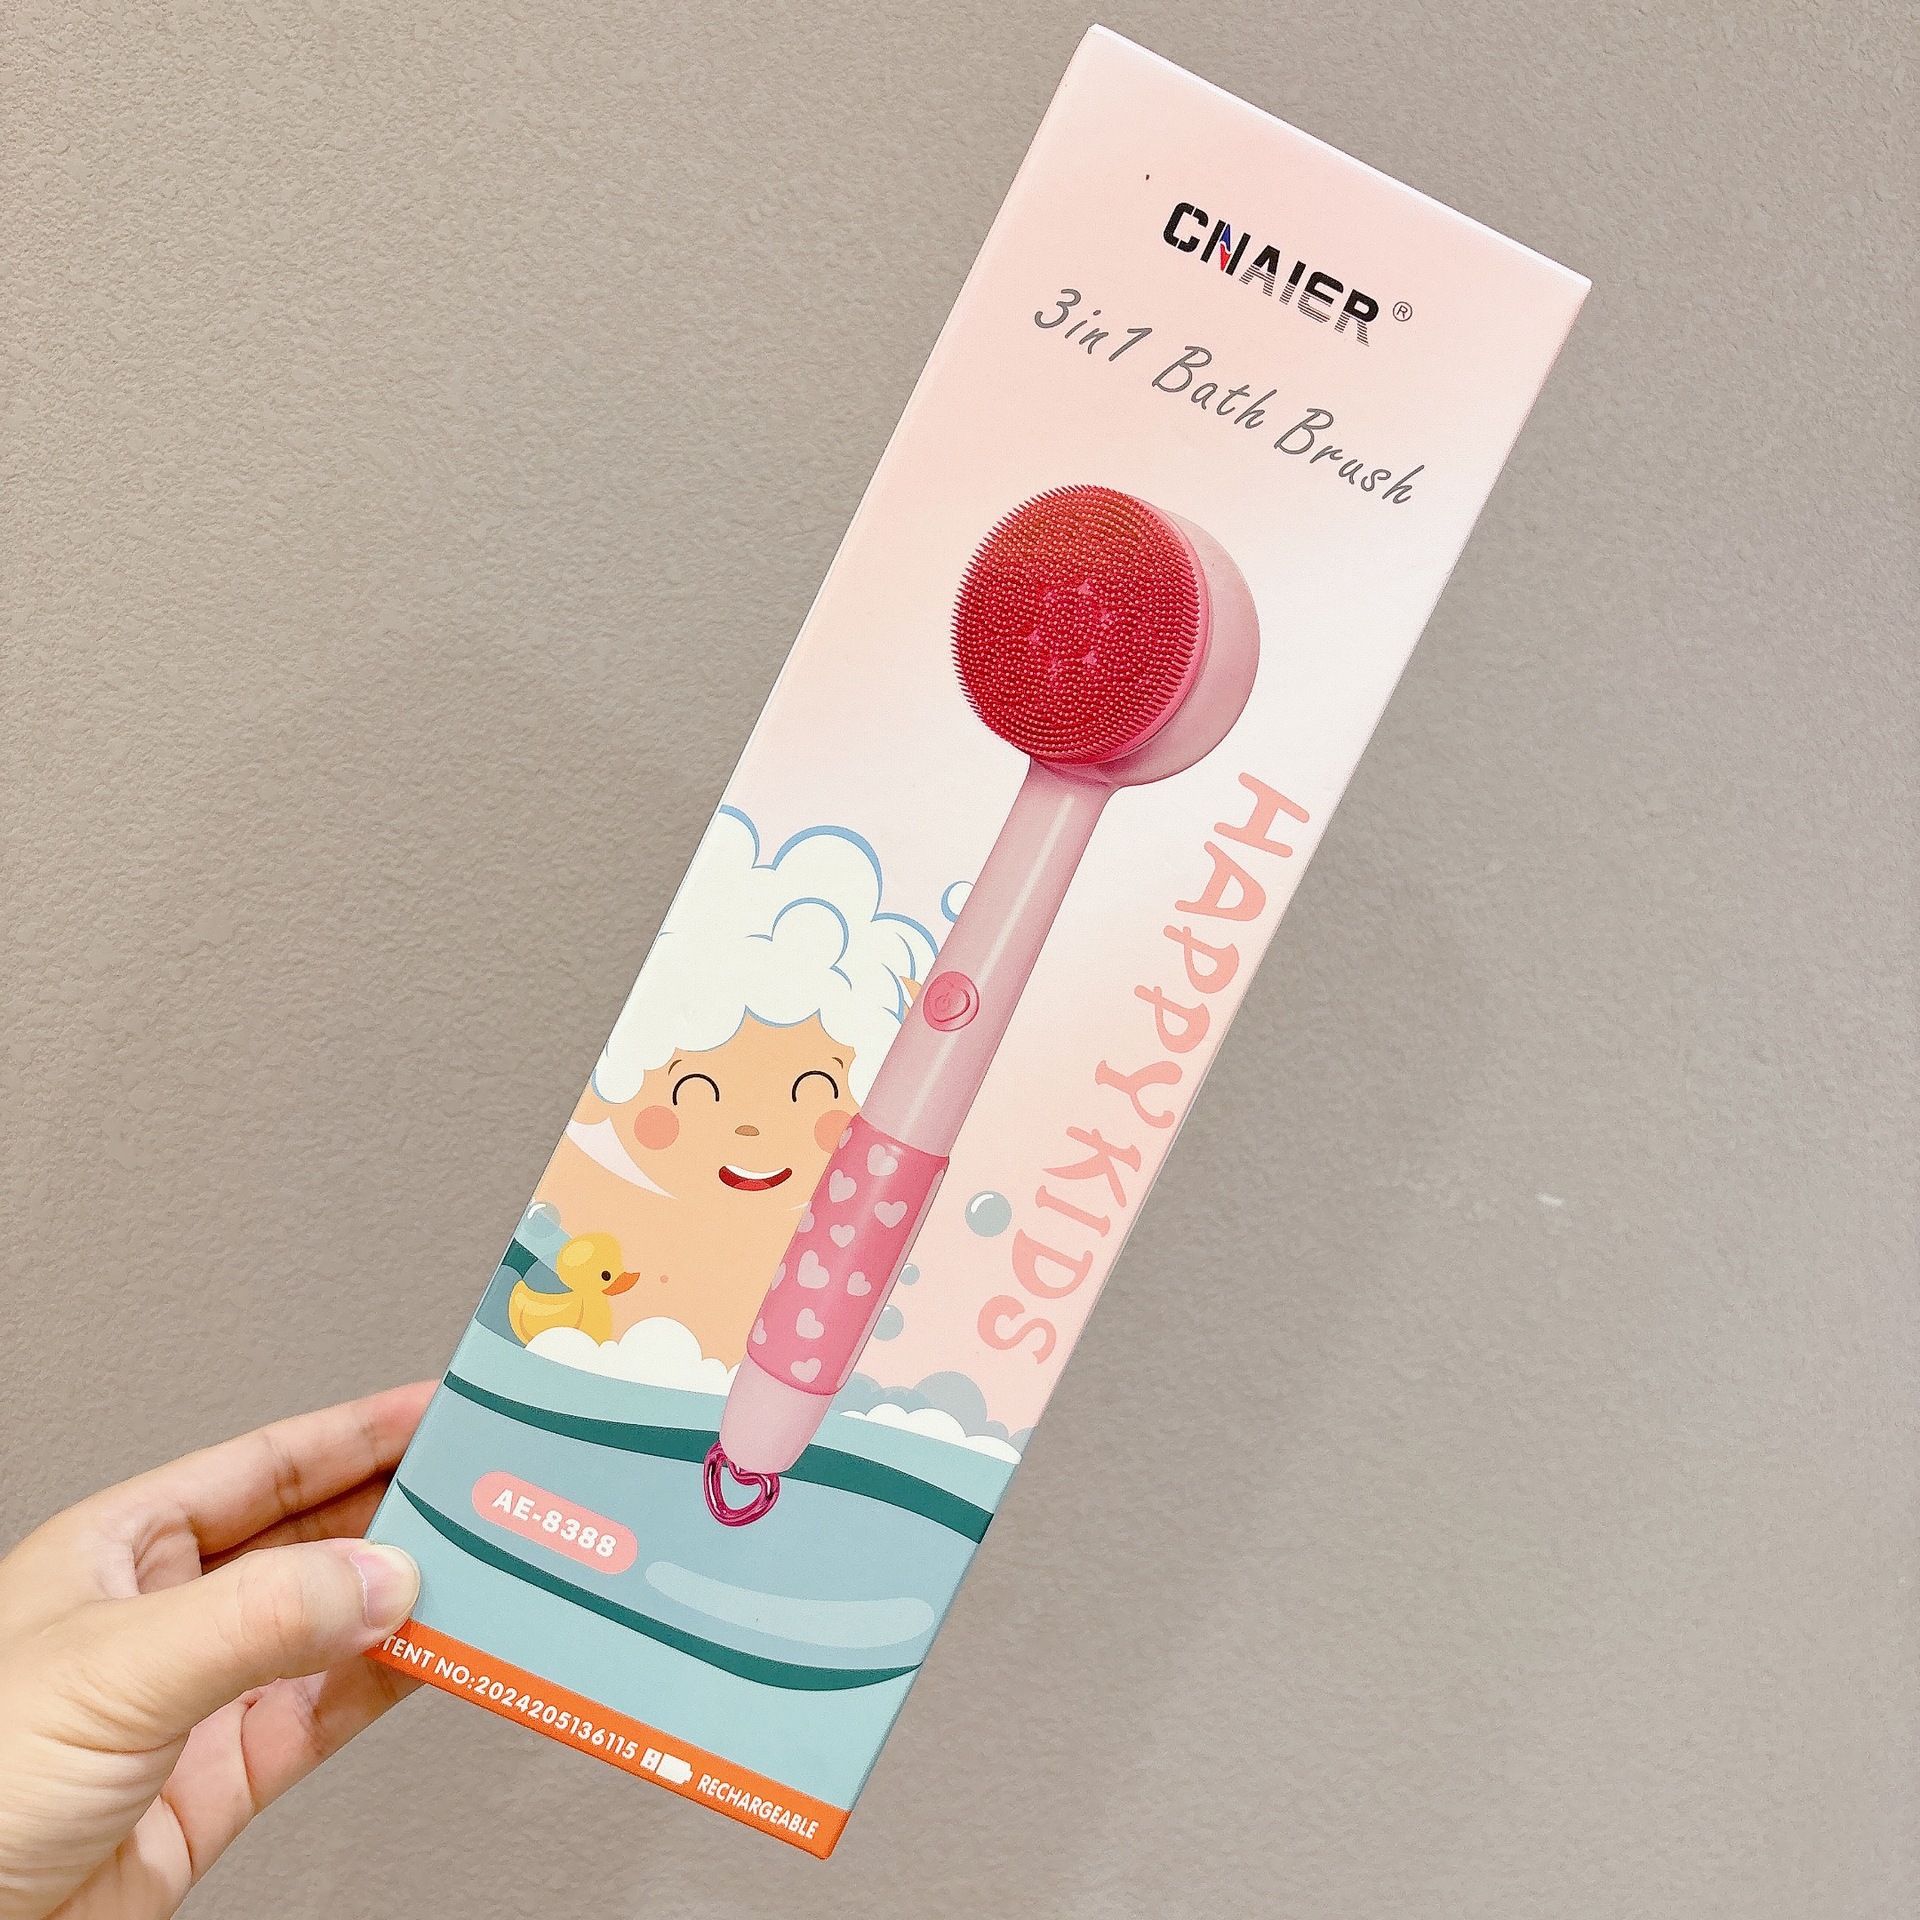 CNAIER®
3in1 Bath Brush
HAPPY KIDS
AE-8388
TENT NO:2024205136115 RECHARGEABLE